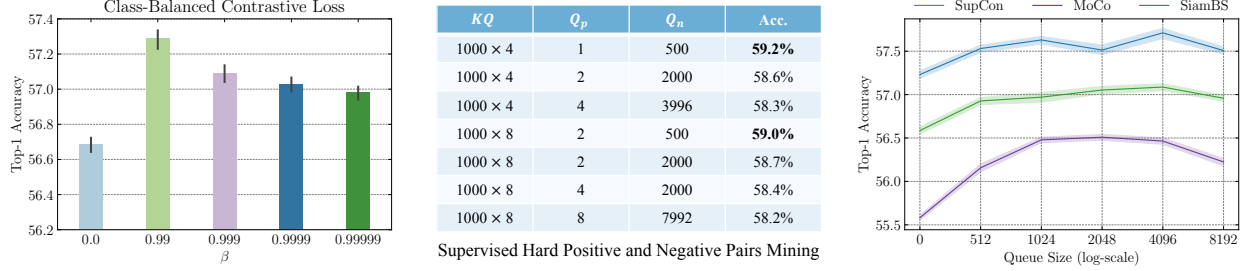 Class-Balanced Contrastive Loss
Top-1 Accuracy
57.4
57.2
57.0
56.8
56.6
56.4
56.2
0.0 0.99 0.999 0.9999 0.99999
β
KQ Qp Qn Acc.
1000 × 4 1 500 59.2%
1000 × 4 2 2000 58.6%
1000 × 4 4 3996 58.3%
1000 × 8 2 500 59.0%
1000 × 8 2 2000 58.7%
1000 × 8 4 2000 58.4%
1000 × 8 8 7992 58.2%
Supervised Hard Positive and Negative Pairs Mining
SupCon MoCo SiamBS
Top-1 Accuracy
57.5
57.0
56.5
56.0
55.5
0 512 1024 2048 4096 8192
Queue Size (log-scale)